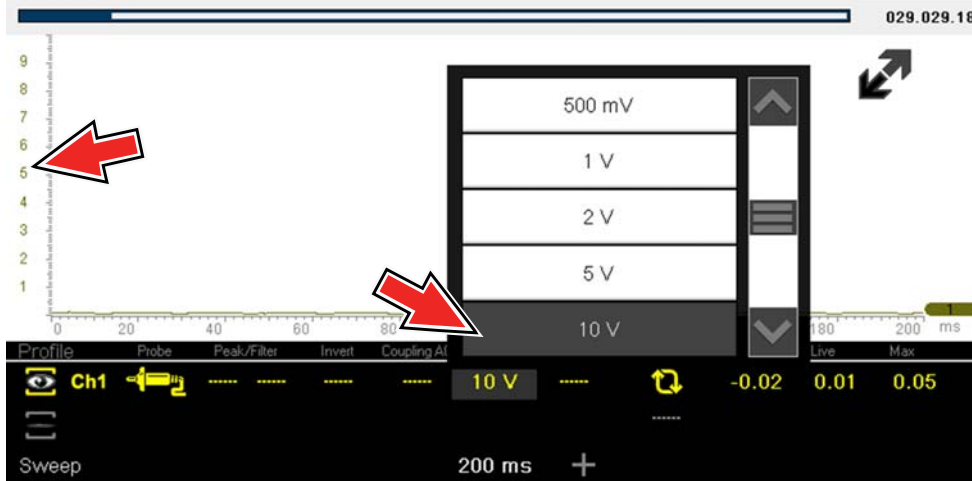 029.029.18
9
8
7
6
5
4
3
2
1
500 mV
1 V
2 V
5 V
10 V
0 20 40 60 80 180 200 ms
1
Profile Probe Peak/Filter Invert Coupling Live Max
Ch1 ------ ------ ------ ------ 10 V ------ -0.02 0.01 0.05
------
Sweep 200 ms +